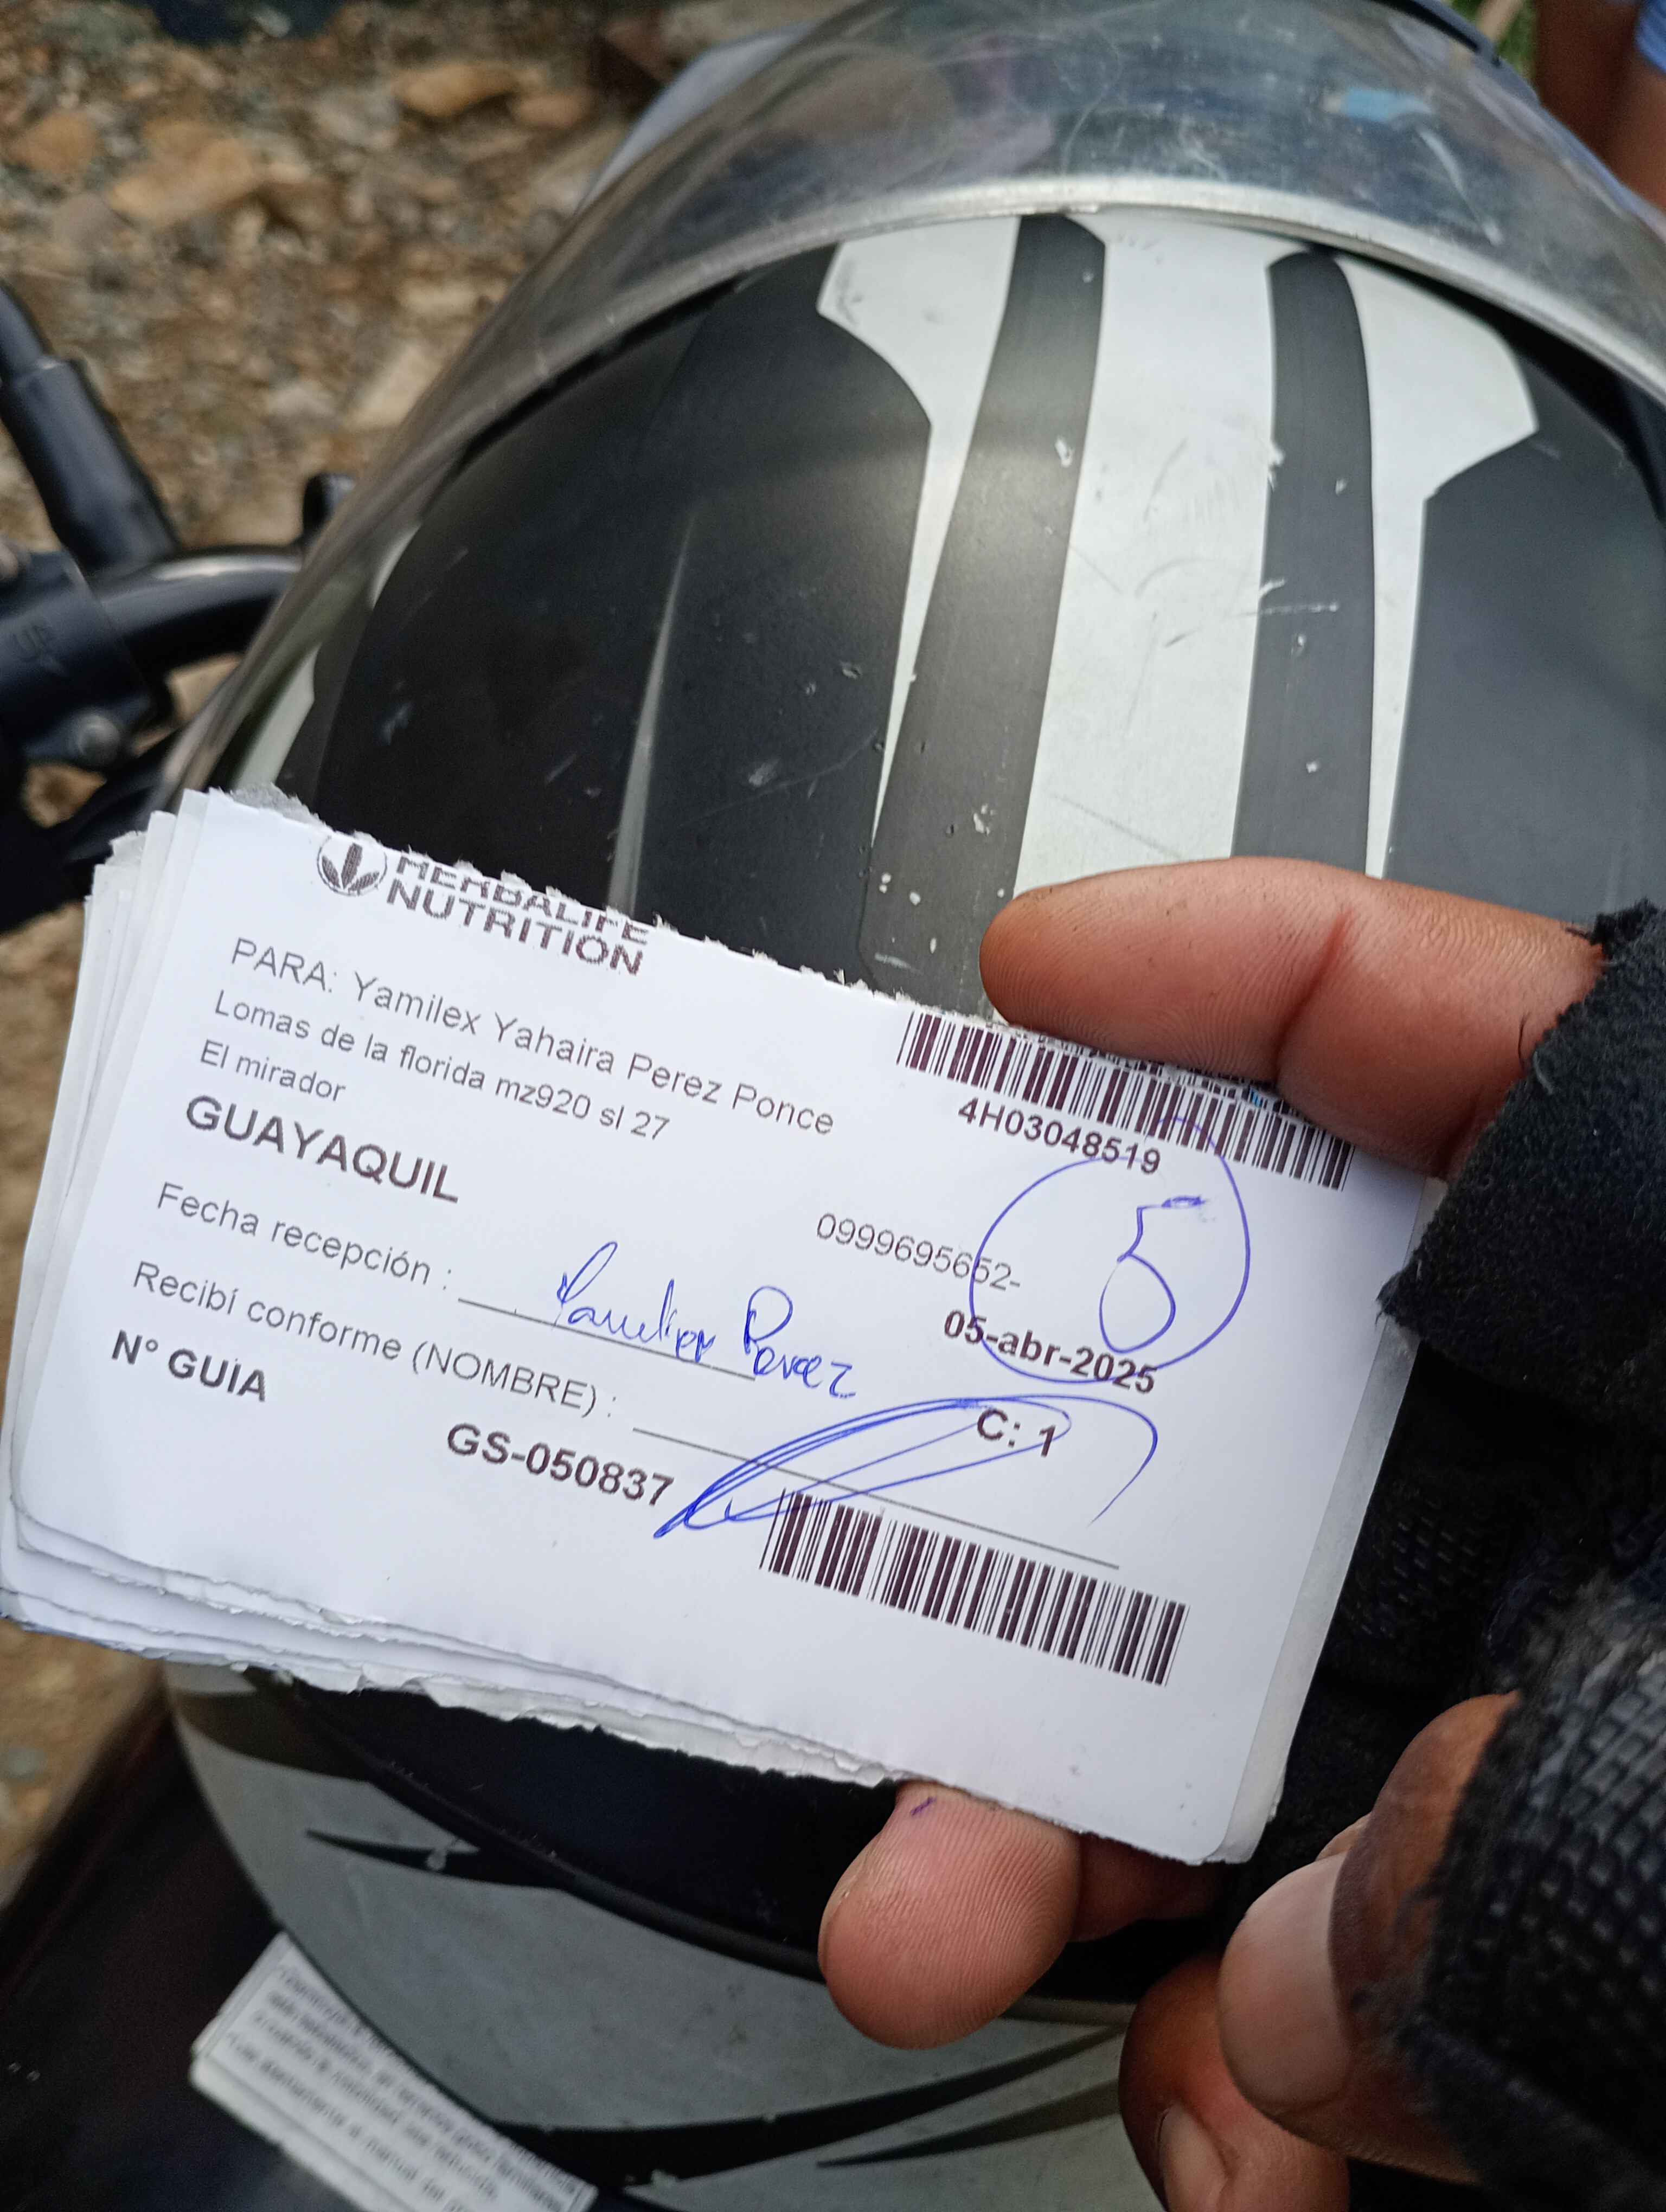 HERBALIFE
NUTRITION
PARA: Yamilex Yahaira Perez Ponce
Lomas de la florida mz920 sl 27
El mirador
GUAYAQUIL
4H03048519
5
0999695652-
05-abr-2025
Fecha recepción :
Yamilex Perez
Recibí conforme (NOMBRE) :
C: 1
N° GUIA
GS-050837